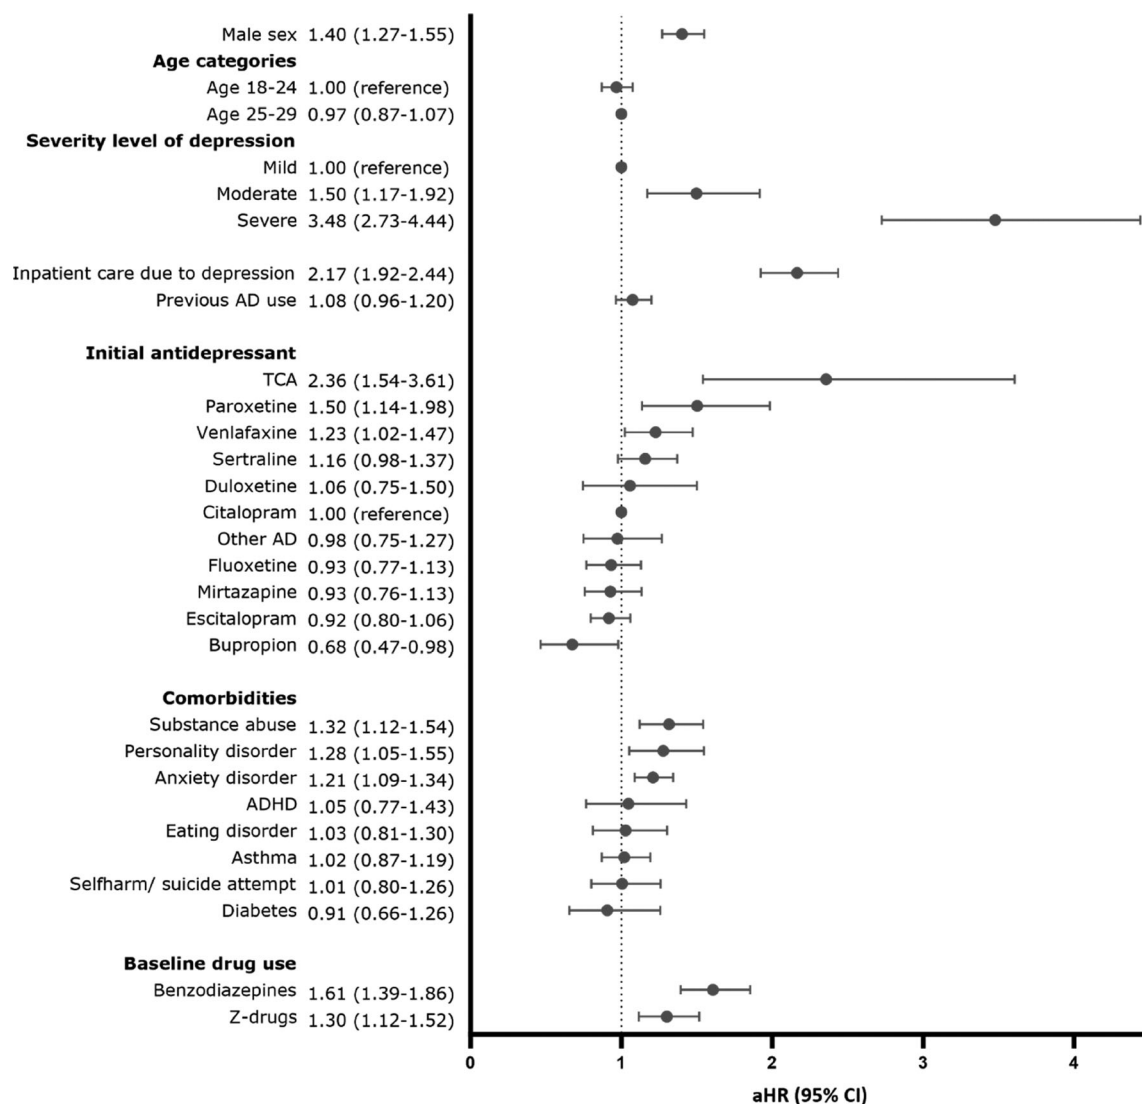 Male sex 1.40 (1.27-1.55)
Age categories
Age 18-24 1.00 (reference)
Age 25-29 0.97 (0.87-1.07)
Severity level of depression
Mild 1.00 (reference)
Moderate 1.50 (1.17-1.92)
Severe 3.48 (2.73-4.44)
Inpatient care due to depression 2.17 (1.92-2.44)
Previous AD use 1.08 (0.96-1.20)
Initial antidepressant
TCA 2.36 (1.54-3.61)
Paroxetine 1.50 (1.14-1.98)
Venlafaxine 1.23 (1.02-1.47)
Sertraline 1.16 (0.98-1.37)
Duloxetine 1.06 (0.75-1.50)
Citalopram 1.00 (reference)
Other AD 0.98 (0.75-1.27)
Fluoxetine 0.93 (0.77-1.13)
Mirtazapine 0.93 (0.76-1.13)
Escitalopram 0.92 (0.80-1.06)
Bupropion 0.68 (0.47-0.98)
Comorbidities
Substance abuse 1.32 (1.12-1.54)
Personality disorder 1.28 (1.05-1.55)
Anxiety disorder 1.21 (1.09-1.34)
ADHD 1.05 (0.77-1.43)
Eating disorder 1.03 (0.81-1.30)
Asthma 1.02 (0.87-1.19)
Selfharm/ suicide attempt 1.01 (0.80-1.26)
Diabetes 0.91 (0.66-1.26)
Baseline drug use
Benzodiazepines 1.61 (1.39-1.86)
Z-drugs 1.30 (1.12-1.52)
0 1 2 3 4
aHR (95% CI)